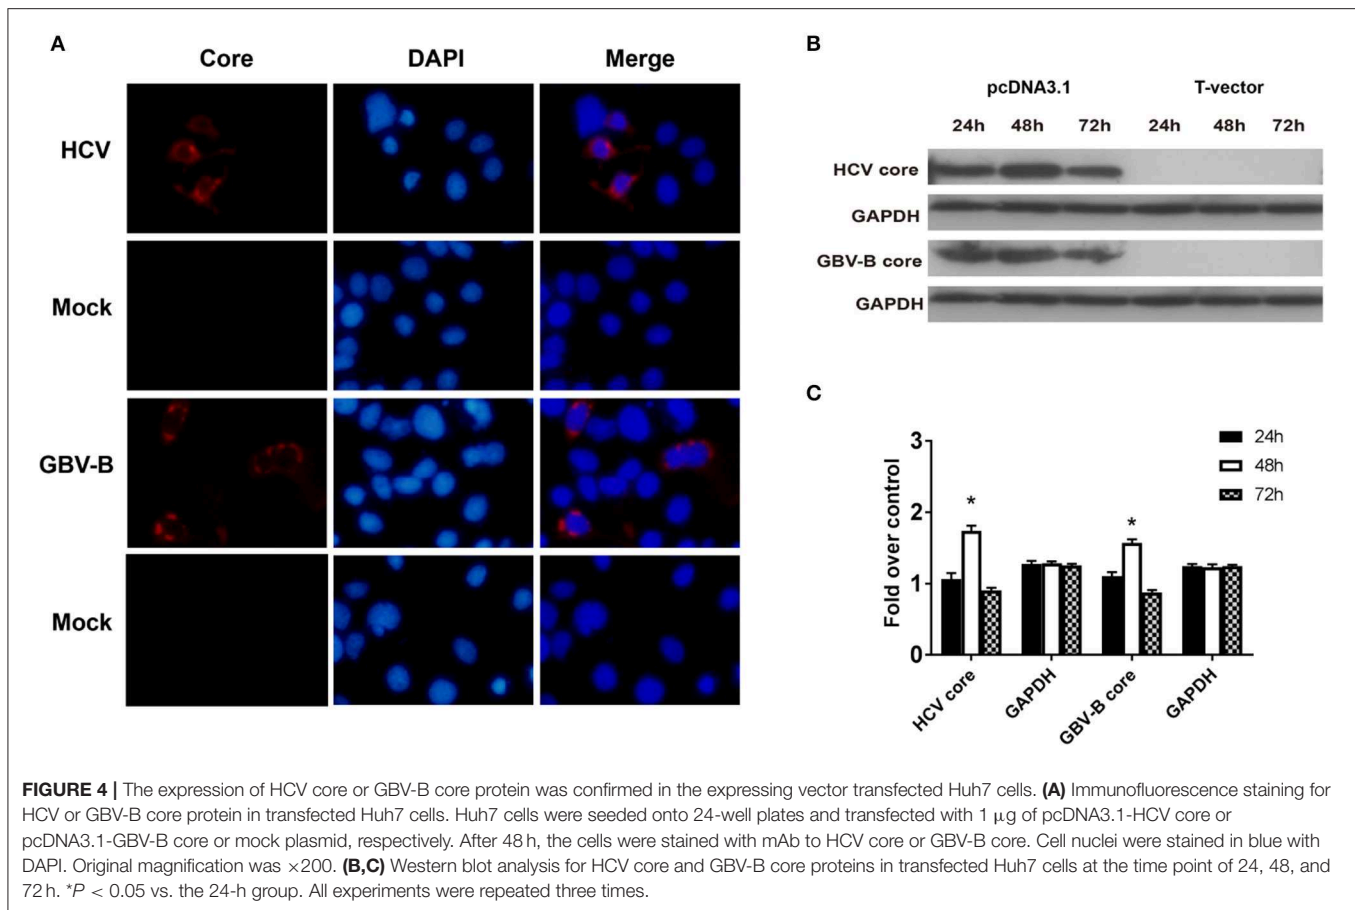 A
Core DAPI Merge
HCV
Mock
GBV-B
Mock
B
pcDNA3.1 T-vector
24h 48h 72h 24h 48h 72h
HCV core
GAPDH
GBV-B core
GAPDH
C
Fold over control
3
2
1
0
* *
24h
48h
72h
HCV core GAPDH GBV-B core GAPDH
FIGURE 4 | The expression of HCV core or GBV-B core protein was confirmed in the expressing vector transfected Huh7 cells. (A) Immunofluorescence staining for
HCV or GBV-B core protein in transfected Huh7 cells. Huh7 cells were seeded onto 24-well plates and transfected with 1 μg of pcDNA3.1-HCV core or
pcDNA3.1-GBV-B core or mock plasmid, respectively. After 48 h, the cells were stained with mAb to HCV core or GBV-B core. Cell nuclei were stained in blue with
DAPI. Original magnification was ×200. (B,C) Western blot analysis for HCV core and GBV-B core proteins in transfected Huh7 cells at the time point of 24, 48, and
72 h. *P < 0.05 vs. the 24-h group. All experiments were repeated three times.